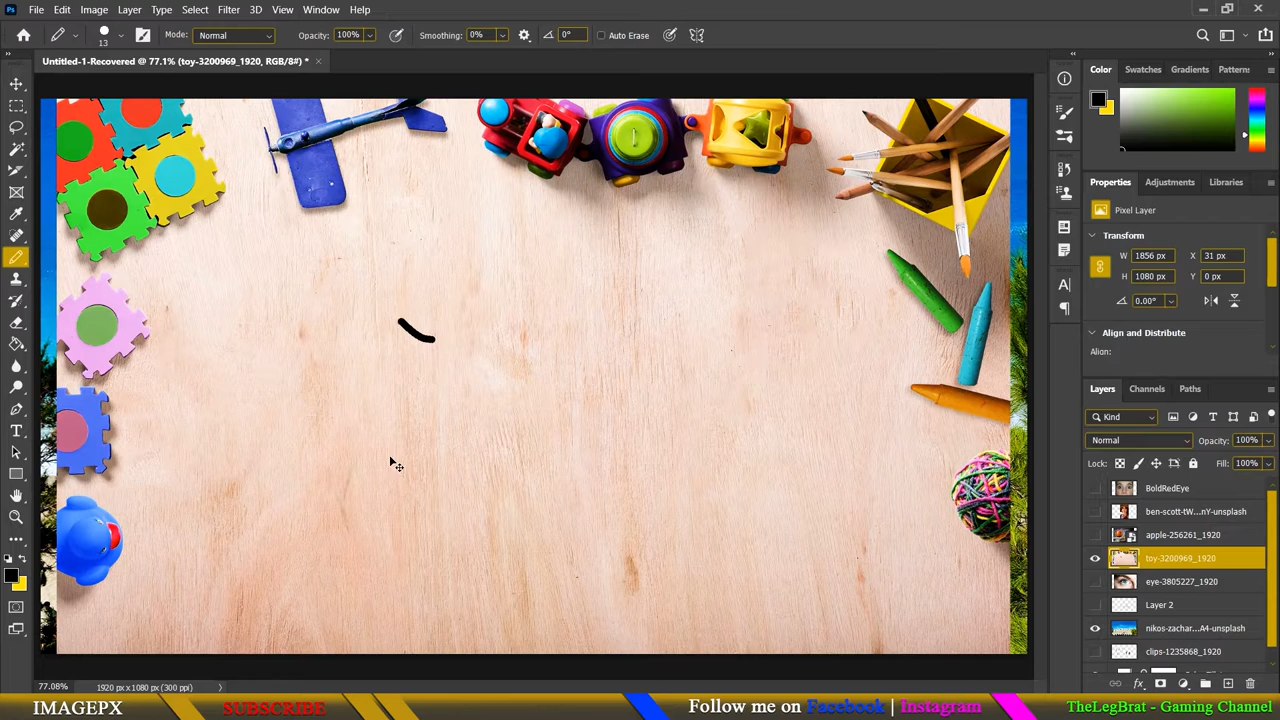 Ps File Edit Image Layer Type Select Filter 3D View Window Help
13 Mode: Normal Opacity: 100% Smoothing: 0% 0° Auto Erase
Untitled-1-Recovered @ 77.1% (toy-3200969_1920, RGB/8#) *
Color Swatches Gradients Patterns
Properties Adjustments Libraries
Pixel Layer
Transform
W 1856 px X 31 px
H 1080 px Y 0 px
0.00°
Align and Distribute
Align:
Layers Channels Paths
Kind
Normal Opacity: 100%
Lock: Fill: 100%
BoldRedEye
ben-scott-tW...nY-unsplash
apple-256261_1920
toy-3200969_1920
eye-3805227_1920
Layer 2
nikos-zachar...A4-unsplash
clips-1235868_1920
77.08% 1920 px x 1080 px (300 ppi)
IMAGEPX SUBSCRIBE Follow me on Facebook | Instagram TheLegBrat - Gaming Channel